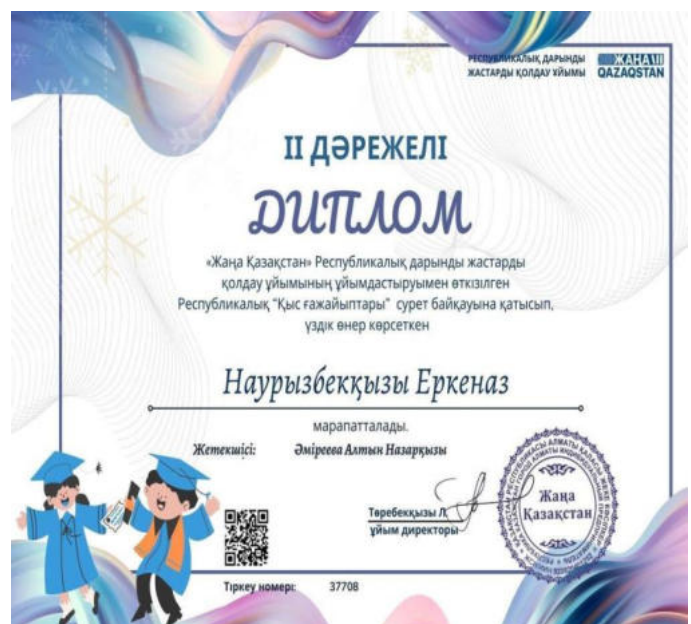 РЕСПУБЛИКАЛЫҚ ДАРЫНДЫ
ЖАСТАРДЫ ҚОЛДАУ ҰЙЫМЫ
ЖАҢА
QAZAQSTAN
II ДӘРЕЖЕЛІ
ДИПЛОМ
«Жаңа Қазақстан» Республикалық дарынды жастарды
қолдау ұйымының ұйымдастыруымен өткізілген
Республикалық "Қыс ғажайыптары" сурет байқауына қатысып,
үздік өнер көрсеткен
Наурызбекқызы Еркеназ
марапатталады.
Жетекшісі: Әміреева Алтын Назарқызы
Төребекқызы Л.
ұйым директоры
Жаңа
Қазақстан
Тіркеу номері: 37708